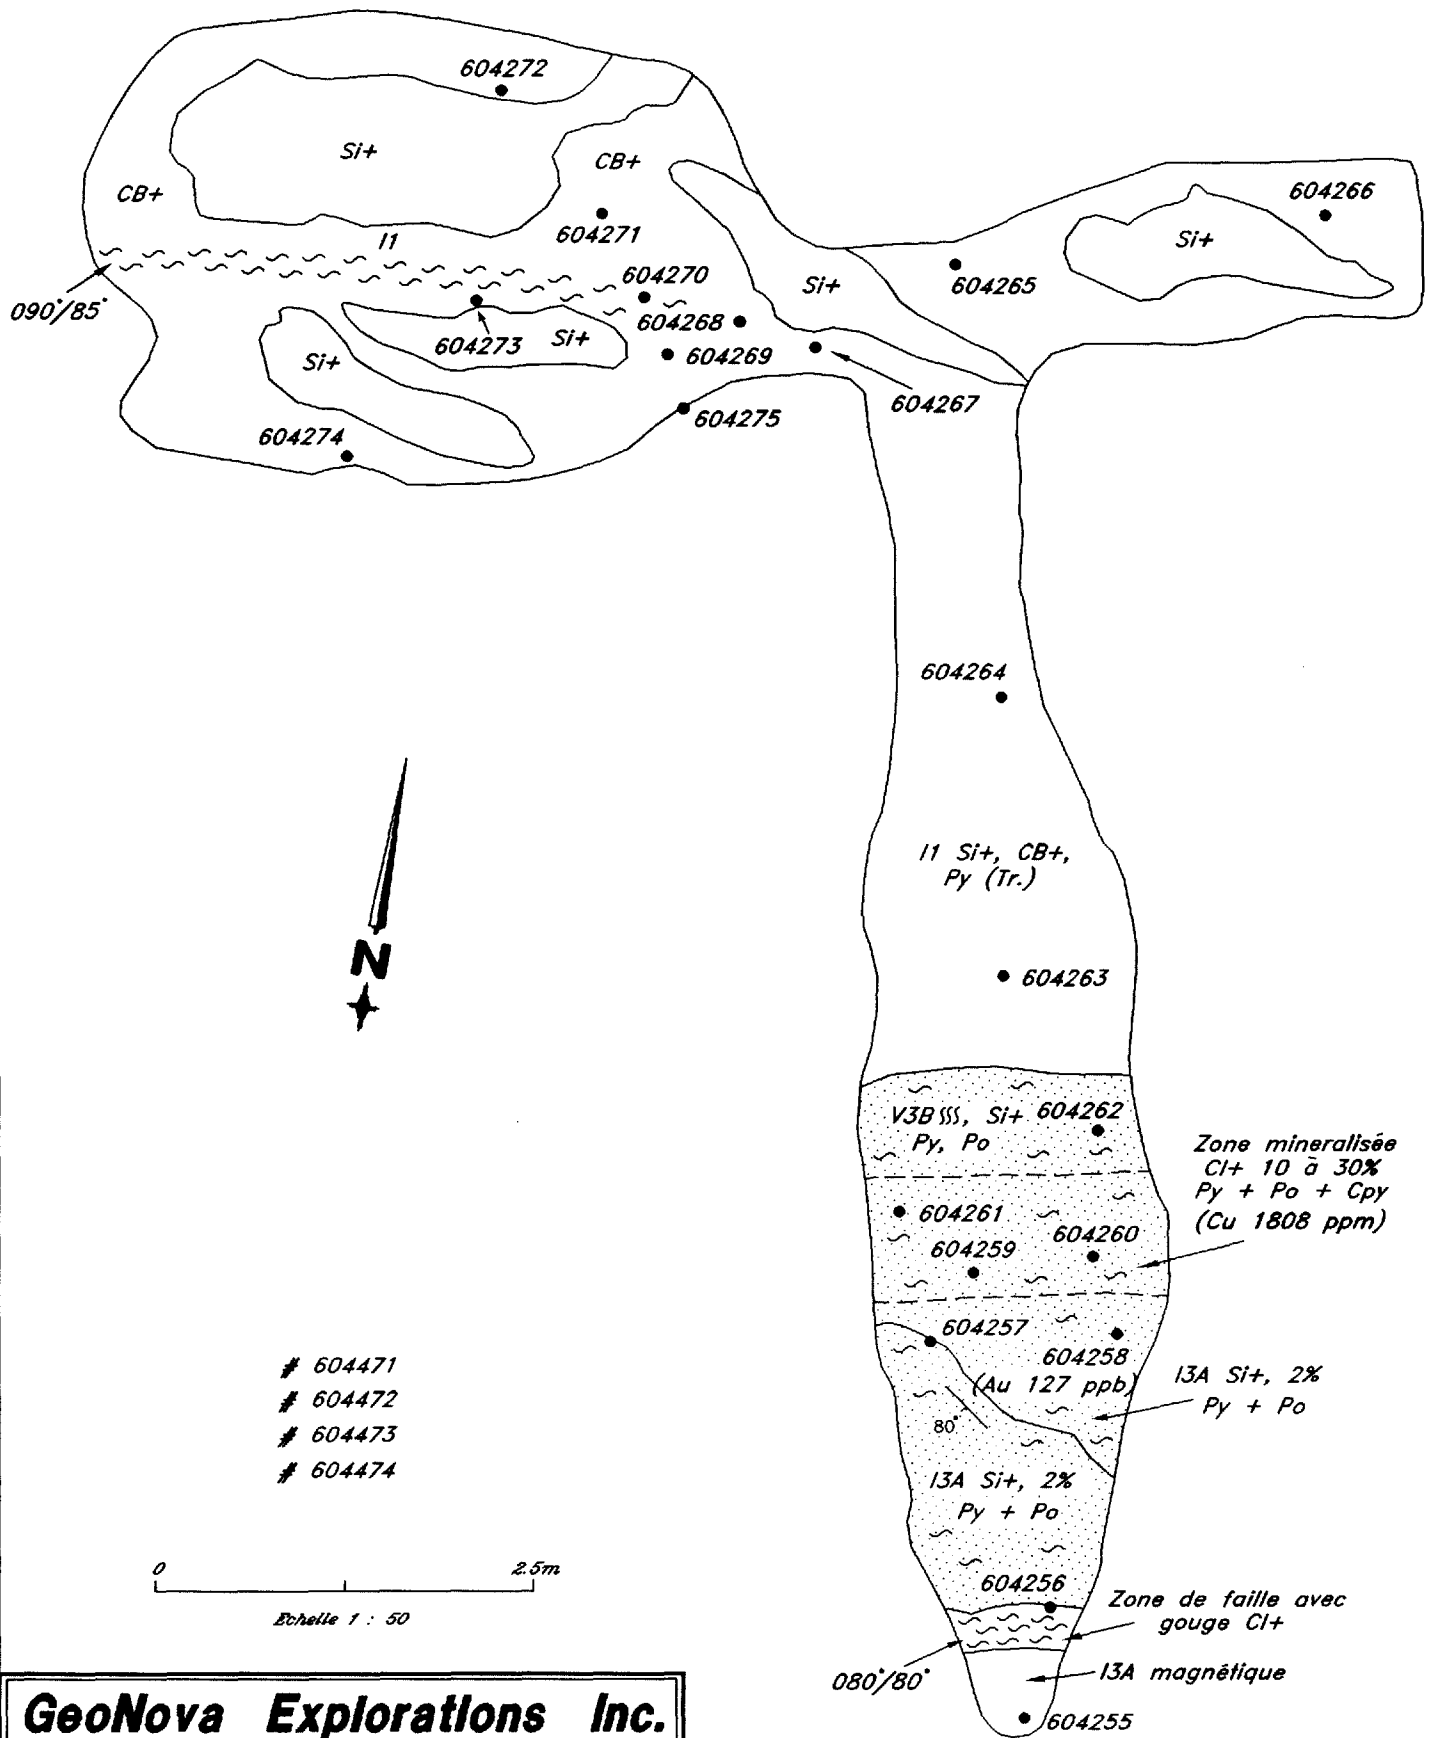 604272
Si+
CB+
CB+
604266
604271
I1
Si+
604270
604265
Si+
090°/85°
604268
604273
Si+
604269
Si+
604267
604275
604274
604264
I1 Si+, CB+,
Py (Tr.)
N
604263
V3B §§§, Si+
604262
Py, Po
Zone mineralisée
Cl+ 10 à 30%
Py + Po + Cpy
(Cu 1808 ppm)
604261
604260
604259
604257
604258
(Au 127 ppb)
I3A Si+, 2%
Py + Po
80°
# 604471
# 604472
# 604473
# 604474
I3A Si+, 2%
Py + Po
0 2.5m
Echelle 1 : 50
604256
Zone de faille avec
gouge Cl+
080°/80°
I3A magnétique
604255
GeoNova Explorations Inc.